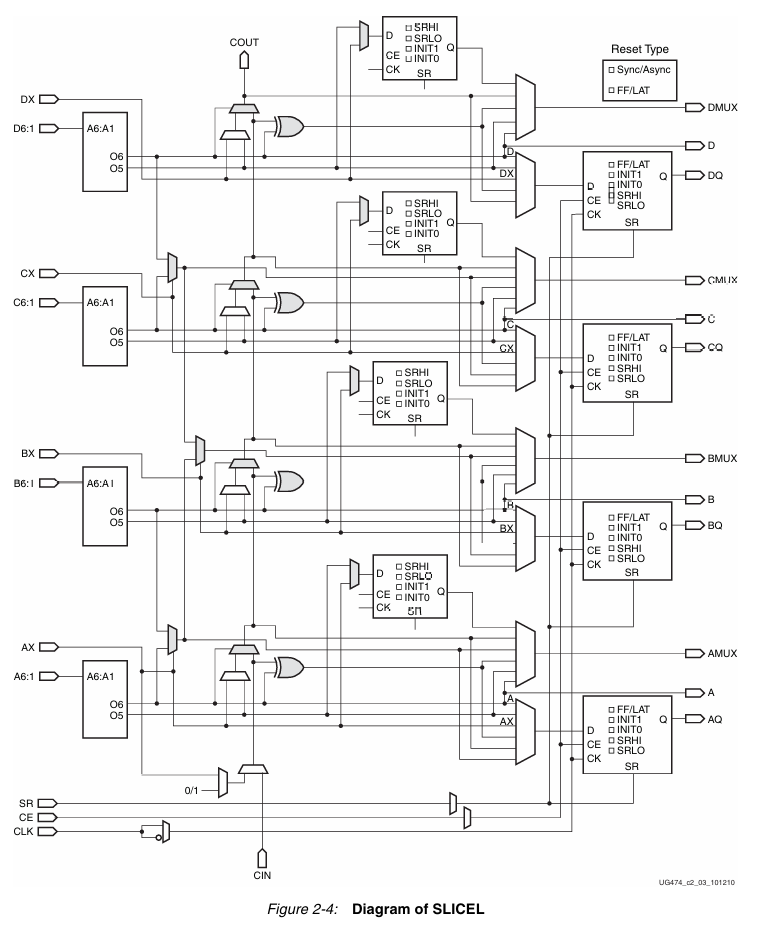 COUT
Reset Type
Sync/Async
FF/LAT
D
SRHI
SRLO
INIT1
INIT0
Q
CE
CK
SR
DX
D6:1
A6:A1
O6
O5
DMUX
D
DQ
D
DX
FF/LAT
INIT1
INIT0
SRHI
SRLO
D
CE
CK
Q
SR
D
SRHI
SRLO
INIT1
INIT0
Q
CE
CK
SR
CX
C6:1
A6:A1
O6
O5
CMUX
C
CQ
C
CX
FF/LAT
INIT1
INIT0
SRHI
SRLO
D
CE
CK
Q
SR
D
SRHI
SRLO
INIT1
INIT0
Q
CE
CK
SR
BX
B6:1
A6:A1
O6
O5
BMUX
B
BQ
B
BX
FF/LAT
INIT1
INIT0
SRHI
SRLO
D
CE
CK
Q
SR
D
SRHI
SRLO
INIT1
INIT0
Q
CE
CK
SR
AX
A6:1
A6:A1
O6
O5
AMUX
A
AQ
A
AX
FF/LAT
INIT1
INIT0
SRHI
SRLO
D
CE
CK
Q
SR
0/1
SR
CE
CLK
CIN
UG474_c2_03_101210
Figure 2-4: Diagram of SLICEL